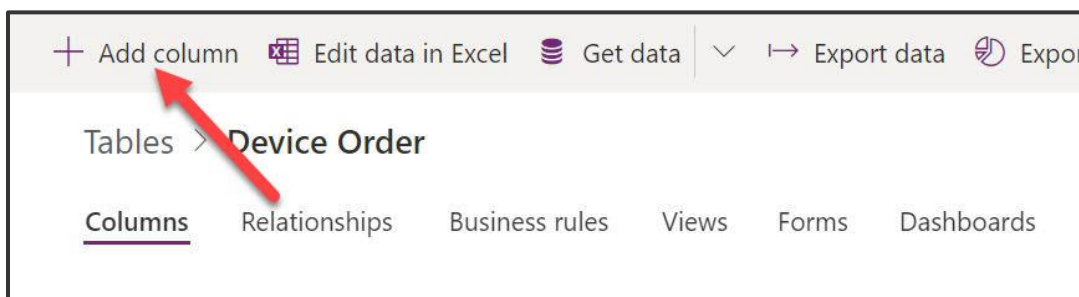 Add column Edit data in Excel Get data Export data
Tables > Device Order
Columns Relationships Business rules Views Forms Dashboards